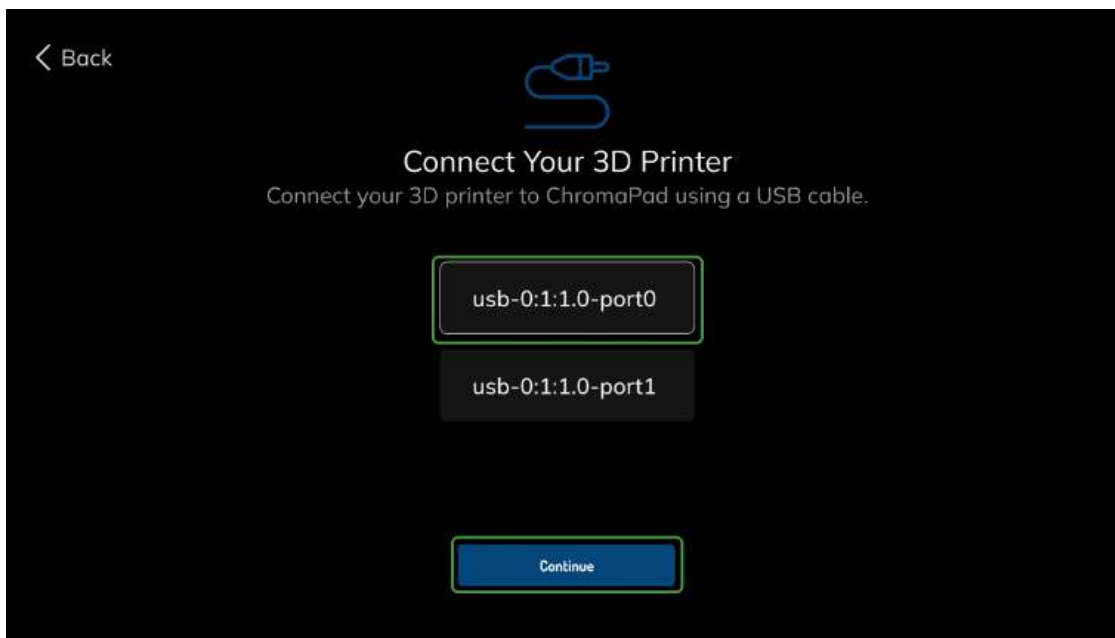 Back
Connect Your 3D Printer
Connect your 3D printer to ChromaPad using a USB cable.
usb-0:1:1.0-port0
usb-0:1:1.0-port1
Continue